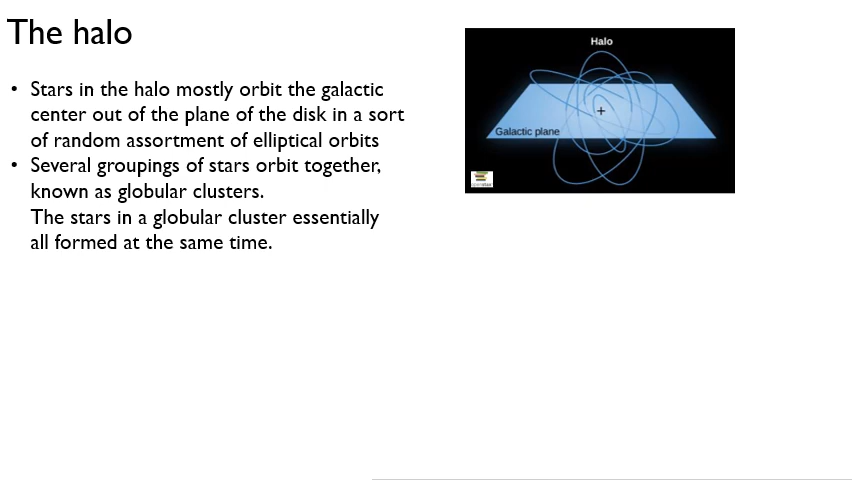 The halo
• Stars in the halo mostly orbit the galactic
center out of the plane of the disk in a sort
of random assortment of elliptical orbits
• Several groupings of stars orbit together,
known as globular clusters.
The stars in a globular cluster essentially
all formed at the same time.
Halo
Galactic plane